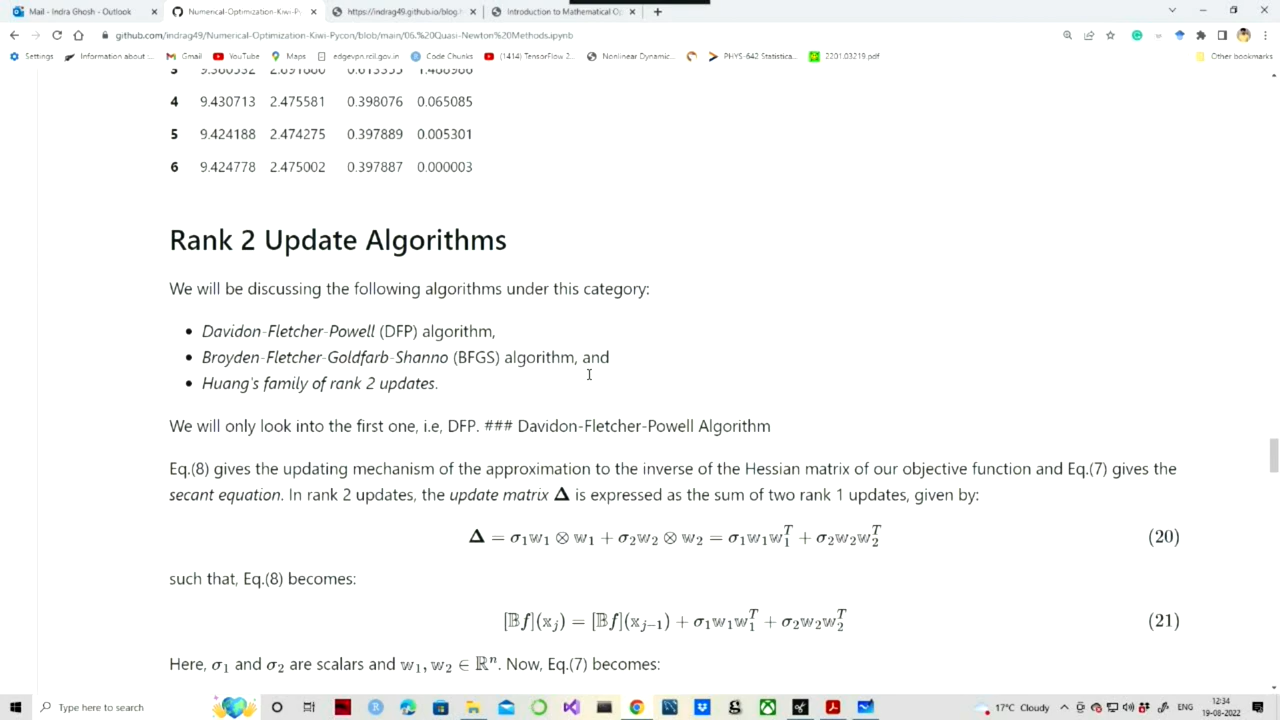 Mail - Indra Ghosh - Outlook
Numerical-Optimization-Kiwi-Py
https://indrag49.github.io/blog.h
Introduction to Mathematical Op
github.com/indrag49/Numerical-Optimization-Kiwi-Pycon/blob/main/06.%20Quasi-Newton%20Methods.ipynb
Settings Information about ... Gmail YouTube Maps edgevpn.rcil.gov.in Code Chunks (1414) TensorFlow 2... Nonlinear Dynamic... PHYS-642 Statistica... 2201.03219.pdf Other bookmarks
3 9.380532 2.691860 0.613355 1.486986
4 9.430713 2.475581 0.398076 0.065085
5 9.424188 2.474275 0.397889 0.005301
6 9.424778 2.475002 0.397887 0.000003
Rank 2 Update Algorithms
We will be discussing the following algorithms under this category:
• Davidon-Fletcher-Powell (DFP) algorithm,
• Broyden-Fletcher-Goldfarb-Shanno (BFGS) algorithm, and
• Huang's family of rank 2 updates.
We will only look into the first one, i.e, DFP. ### Davidon-Fletcher-Powell Algorithm
Eq.(8) gives the updating mechanism of the approximation to the inverse of the Hessian matrix of our objective function and Eq.(7) gives the
secant equation. In rank 2 updates, the update matrix Δ is expressed as the sum of two rank 1 updates, given by:
Δ = σ₁𝕨₁ ⊗ 𝕨₁ + σ₂𝕨₂ ⊗ 𝕨₂ = σ₁𝕨₁𝕨₁ᵀ + σ₂𝕨₂𝕨₂ᵀ (20)
such that, Eq.(8) becomes:
[𝔹f](𝕩ⱼ) = [𝔹f](𝕩ⱼ₋₁) + σ₁𝕨₁𝕨₁ᵀ + σ₂𝕨₂𝕨₂ᵀ (21)
Here, σ₁ and σ₂ are scalars and 𝕨₁, 𝕨₂ ∈ ℝⁿ. Now, Eq.(7) becomes:
Type here to search
17°C Cloudy
12:34
19-08-2022